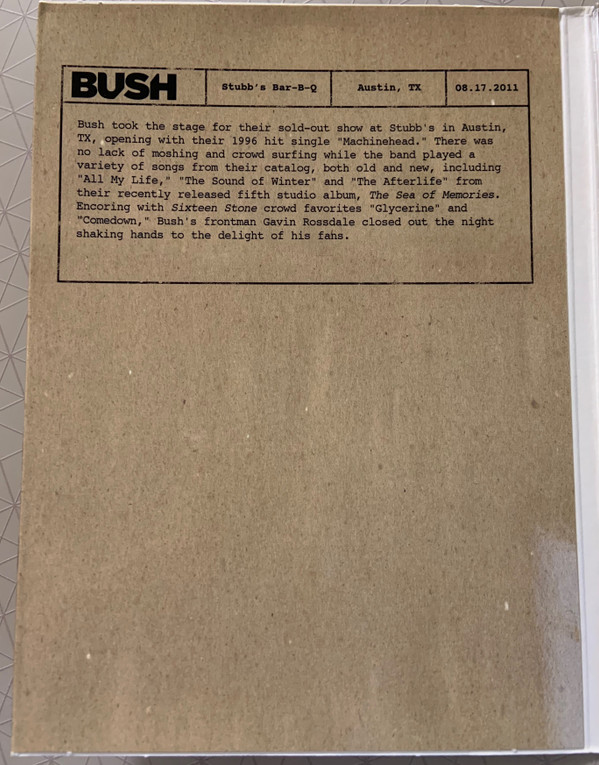 BUSH Stubb's Bar-B-Q Austin, TX 08.17.2011
Bush took the stage for their sold-out show at Stubb's in Austin,
TX, opening with their 1996 hit single "Machinehead." There was
no lack of moshing and crowd surfing while the band played a
variety of songs from their catalog, both old and new, including
"All My Life," "The Sound of Winter" and "The Afterlife" from
their recently released fifth studio album, The Sea of Memories.
Encoring with Sixteen Stone crowd favorites "Glycerine" and
"Comedown," Bush's frontman Gavin Rossdale closed out the night
shaking hands to the delight of his fans.